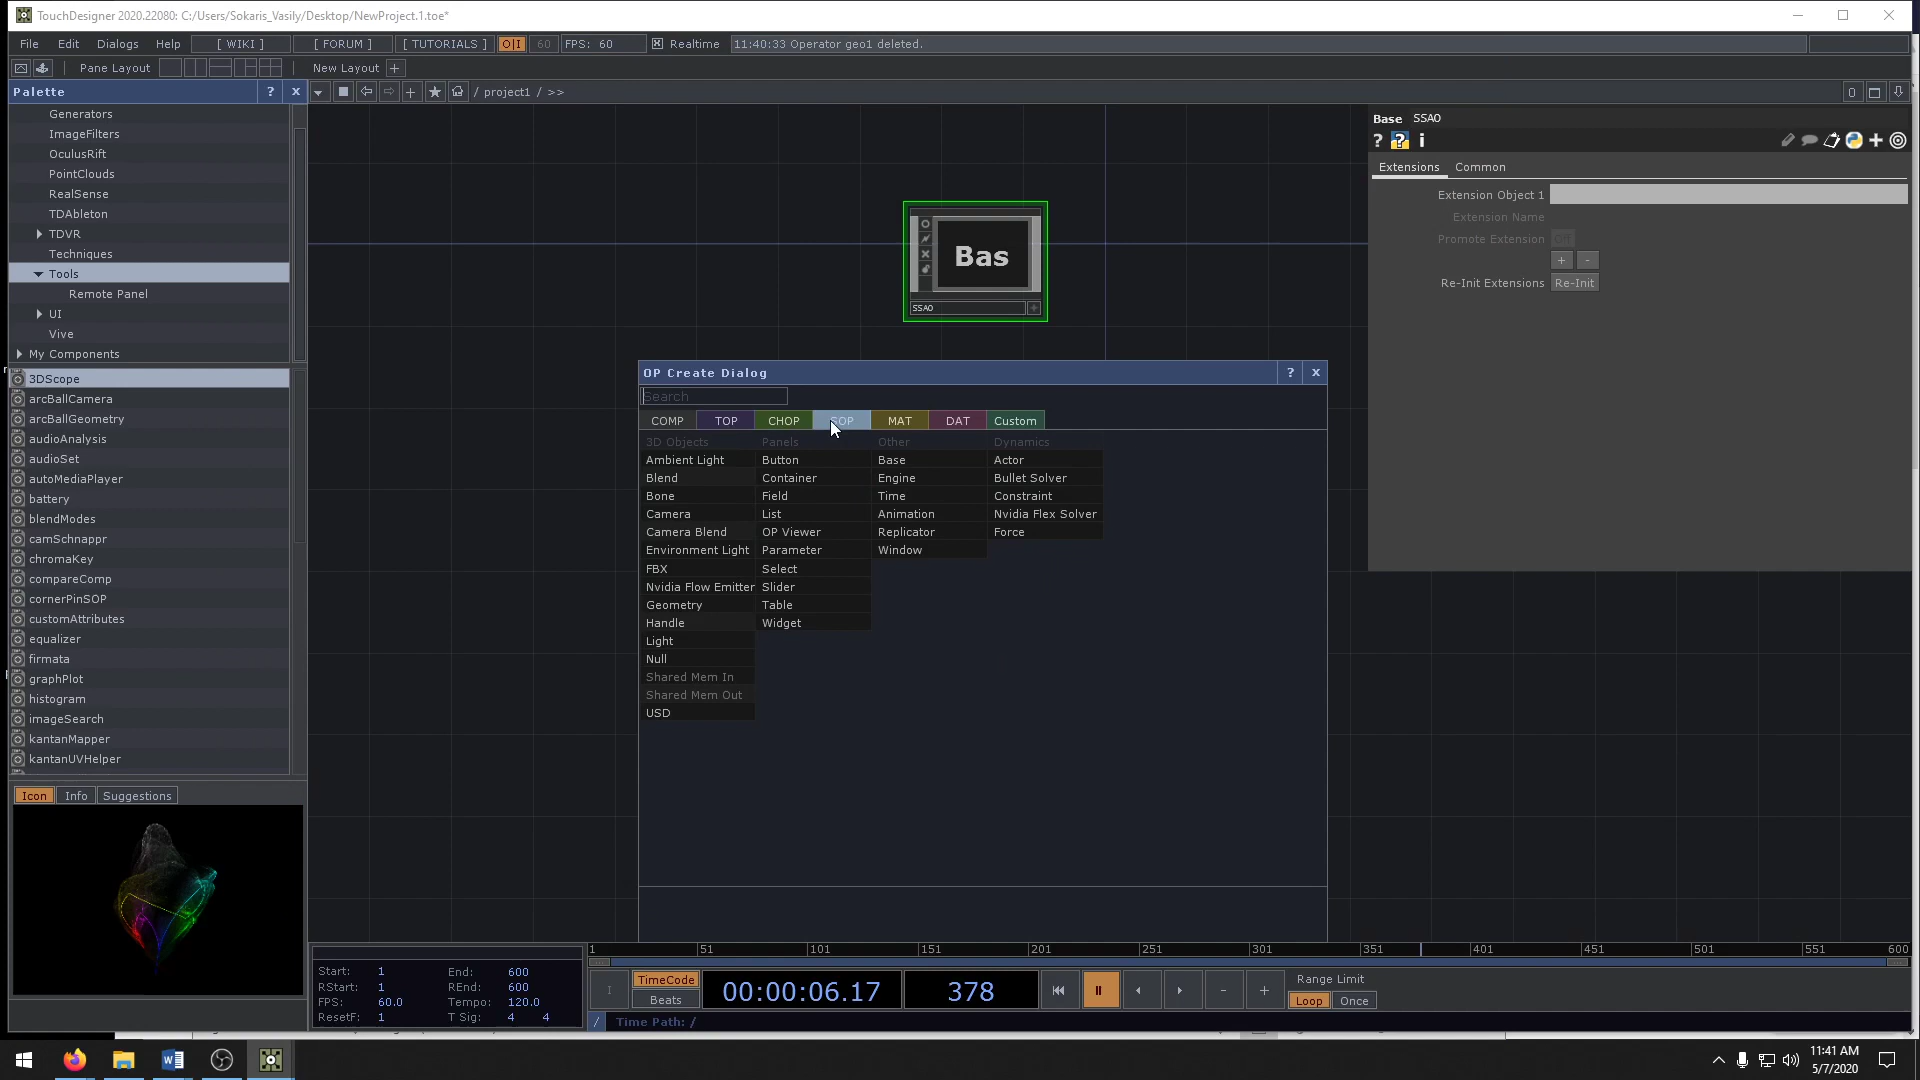 TouchDesigner 2020.22080: C:/Users/Sokaris_Vasily/Desktop/NewProject.1.toe*
File Edit Dialogs Help [ WIKI ] [ FORUM ] [ TUTORIALS ] O|I 60 FPS: 60 Realtime 11:40:33 Operator geo1 deleted.
Pane Layout New Layout +
Palette ? x / project1 / >> 0
Generators
ImageFilters
OculusRift
PointClouds
RealSense
TDAbleton
TDVR
Techniques
Tools
Remote Panel
UI
Vive
My Components
3DScope
arcBallCamera
arcBallGeometry
audioAnalysis
audioSet
autoMediaPlayer
battery
blendModes
camSchnappr
chromaKey
compareComp
cornerPinSOP
customAttributes
equalizer
firmata
graphPlot
histogram
imageSearch
kantanMapper
kantanUVHelper
Icon Info Suggestions
Bas
SSAO
Base SSAO
? ? i
Extensions Common
Extension Object 1
Extension Name
Promote Extension Off
+ -
Re-Init Extensions Re-Init
OP Create Dialog ? x
Search
COMP TOP CHOP SOP MAT DAT Custom
3D Objects Panels Other Dynamics
Ambient Light Button Base Actor
Blend Container Engine Bullet Solver
Bone Field Time Constraint
Camera List Animation Nvidia Flex Solver
Camera Blend OP Viewer Replicator Force
Environment Light Parameter Window
FBX Select
Nvidia Flow Emitter Slider
Geometry Table
Handle Widget
Light
Null
Shared Mem In
Shared Mem Out
USD
1 51 101 151 201 251 301 351 401 451 501 551 600
Start: 1 End: 600
RStart: 1 REnd: 600
FPS: 60.0 Tempo: 120.0
ResetF: 1 T Sig: 4 4
I TimeCode Beats 00:00:06.17 378 - + Range Limit
Loop Once
/ Time Path: /
11:41 AM
5/7/2020